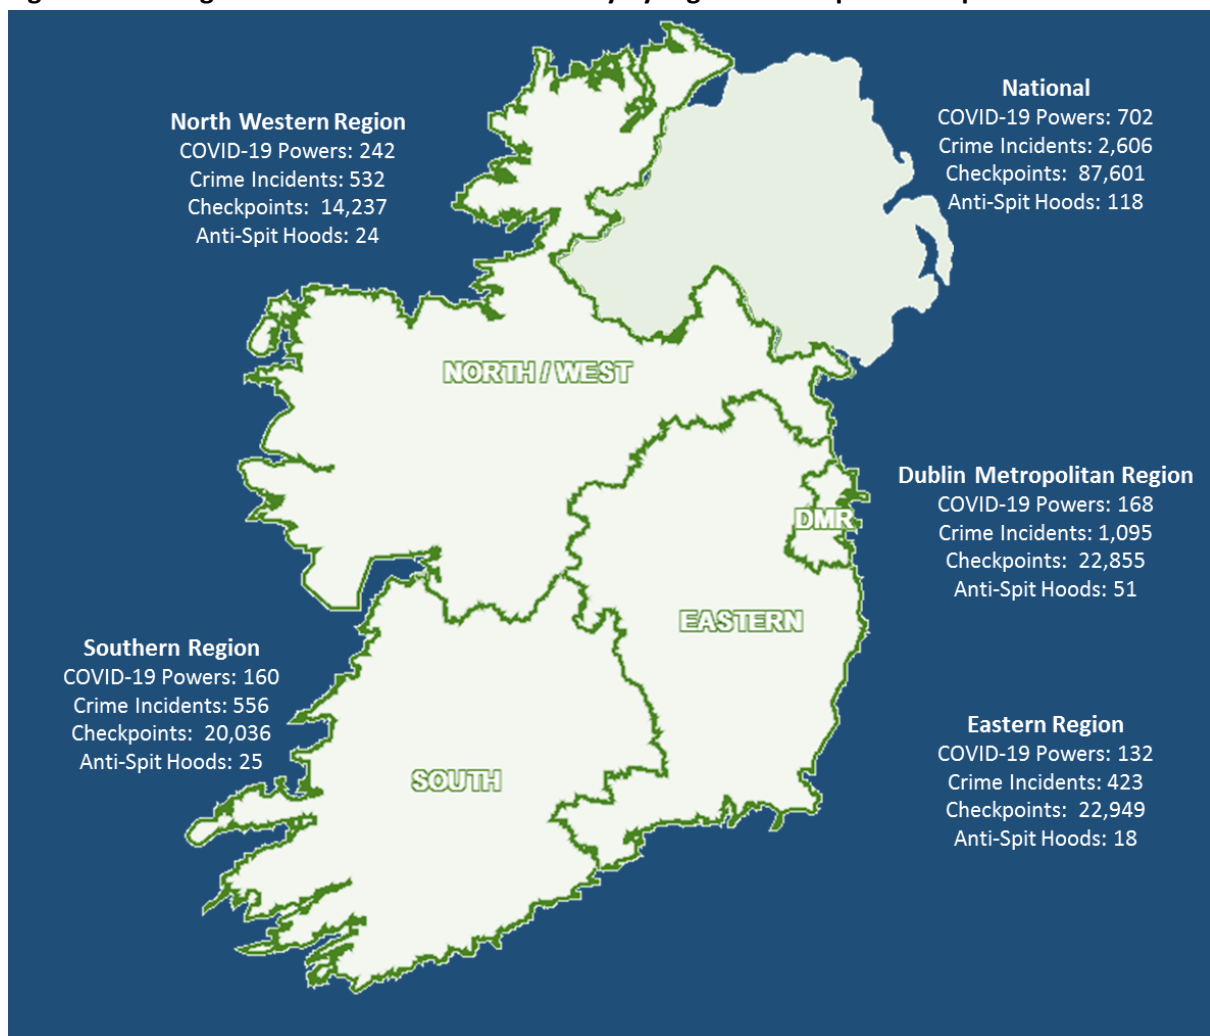 North Western Region
COVID-19 Powers: 242
Crime Incidents: 532
Checkpoints: 14,237
Anti-Spit Hoods: 24
National
COVID-19 Powers: 702
Crime Incidents: 2,606
Checkpoints: 87,601
Anti-Spit Hoods: 118
NORTH / WEST
Dublin Metropolitan Region
COVID-19 Powers: 168
Crime Incidents: 1,095
Checkpoints: 22,855
Anti-Spit Hoods: 51
DMR
EASTERN
Southern Region
COVID-19 Powers: 160
Crime Incidents: 556
Checkpoints: 20,036
Anti-Spit Hoods: 25
SOUTH
Eastern Region
COVID-19 Powers: 132
Crime Incidents: 423
Checkpoints: 22,949
Anti-Spit Hoods: 18